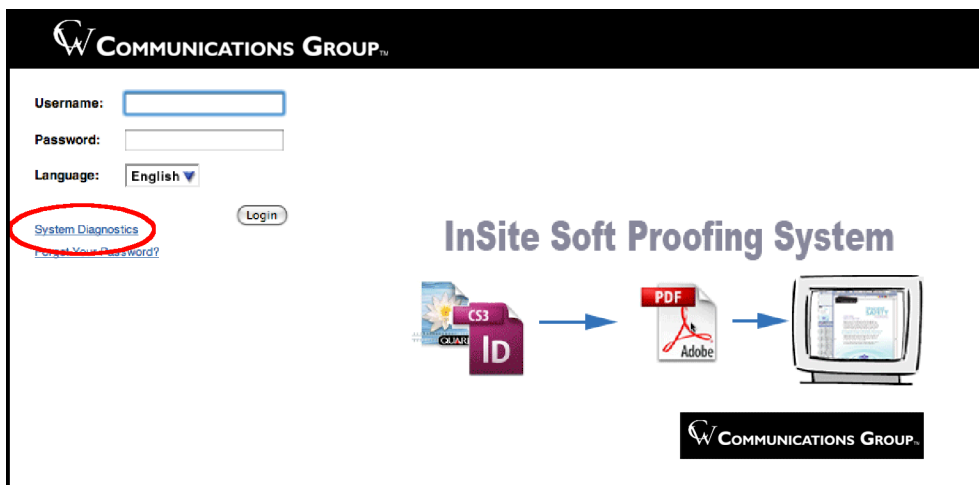 CW COMMUNICATIONS GROUP™
Username:
Password:
Language: English
Login
System Diagnostics
Forgot Your Password?
InSite Soft Proofing System
CS3
ID
PDF
Adobe
CW COMMUNICATIONS GROUP™